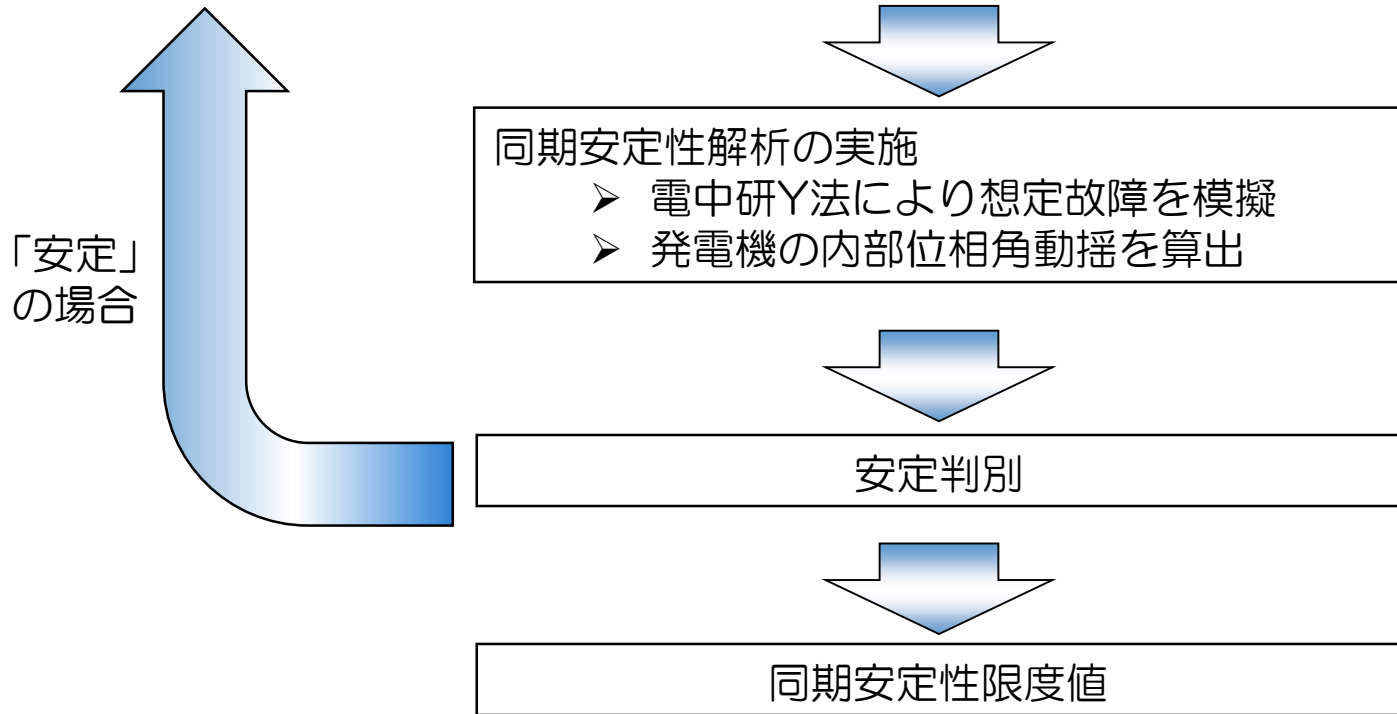 同期安定性解析の実施
➢ 電中研Y法により想定故障を模擬
➢ 発電機の内部位相角動揺を算出
「安定」
の場合
安定判別
同期安定性限度値